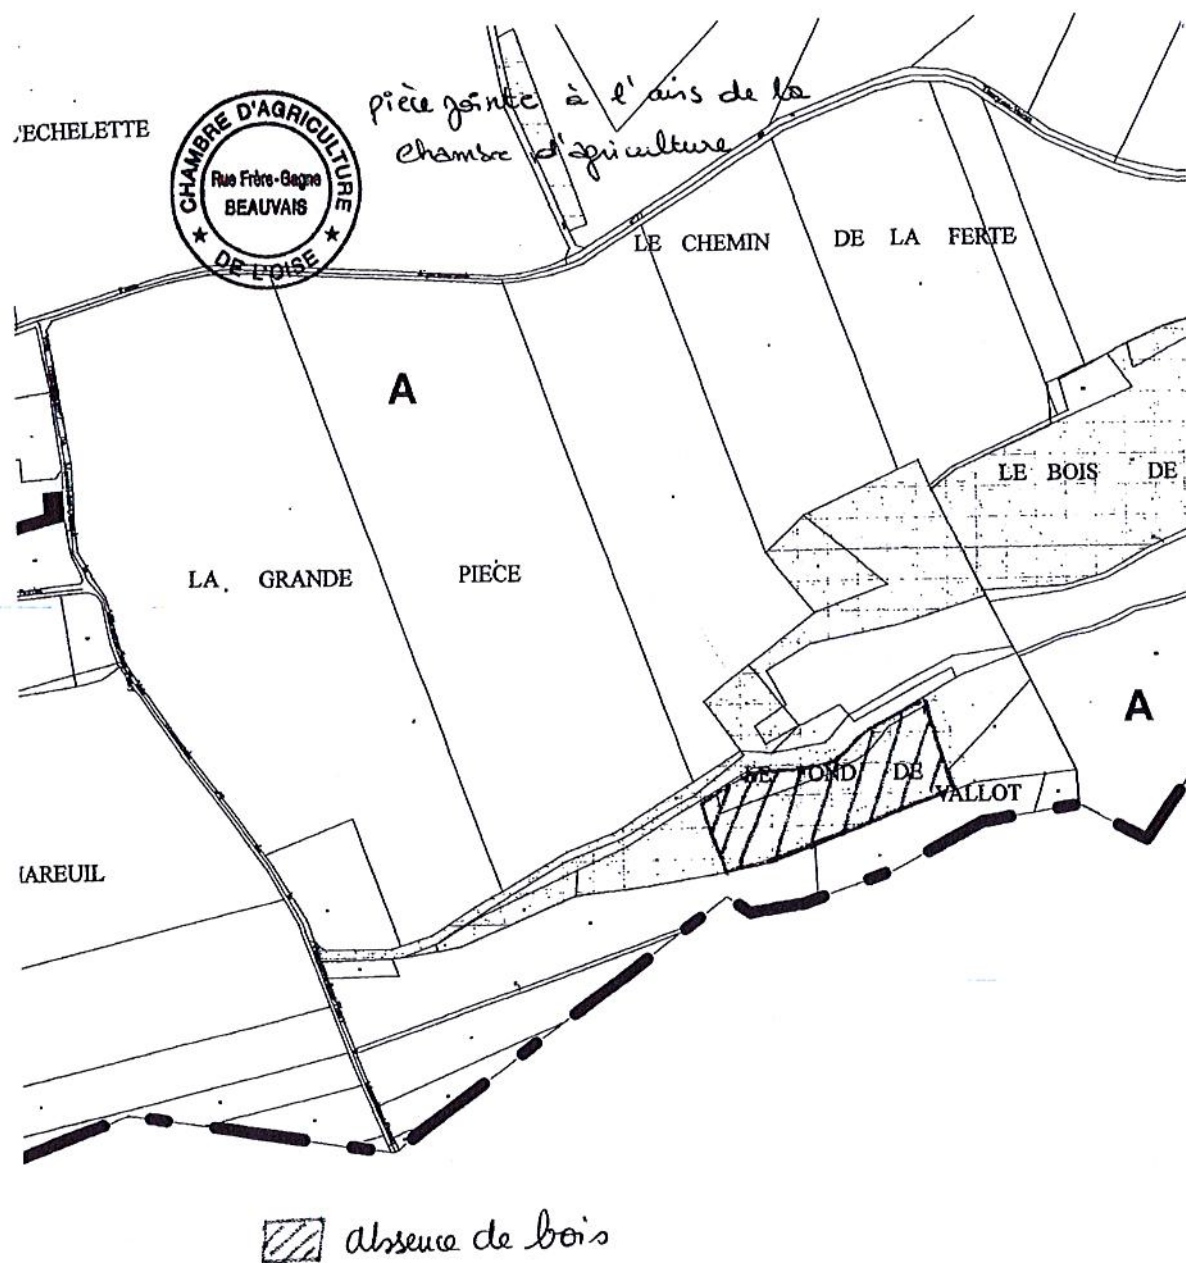 pièce jointe à l'avis de la
chambre d'agriculture
CHAMBRE D'AGRICULTURE
Rue Frère-Gagne
BEAUVAIS
★ DE L'OISE ★
L'ECHELETTE
LE CHEMIN DE LA FERTE
A
LE BOIS DE
LA GRANDE PIECE
A
LE FOND DE
VALLOT
MAREUIL
absence de bois